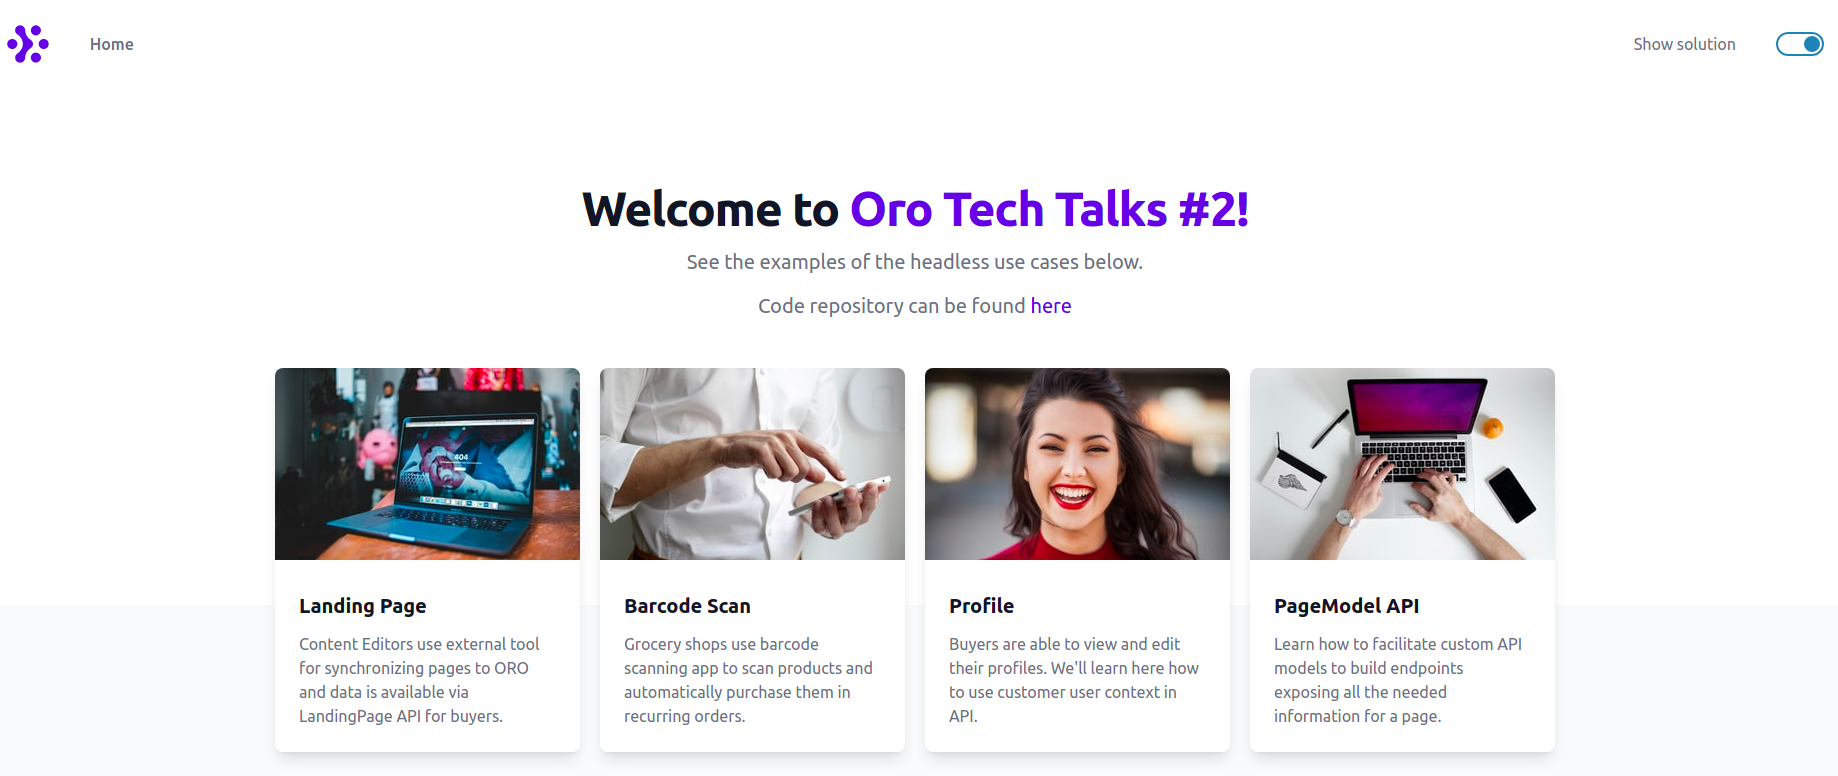 Home
Show solution
Welcome to Oro Tech Talks #2!
See the examples of the headless use cases below.
Code repository can be found here
404
Landing Page
Content Editors use external tool
for synchronizing pages to ORO
and data is available via
LandingPage API for buyers.
Barcode Scan
Grocery shops use barcode
scanning app to scan products and
automatically purchase them in
recurring orders.
Profile
Buyers are able to view and edit
their profiles. We'll learn here how
to use customer user context in
API.
PageModel API
Learn how to facilitate custom API
models to build endpoints
exposing all the needed
information for a page.